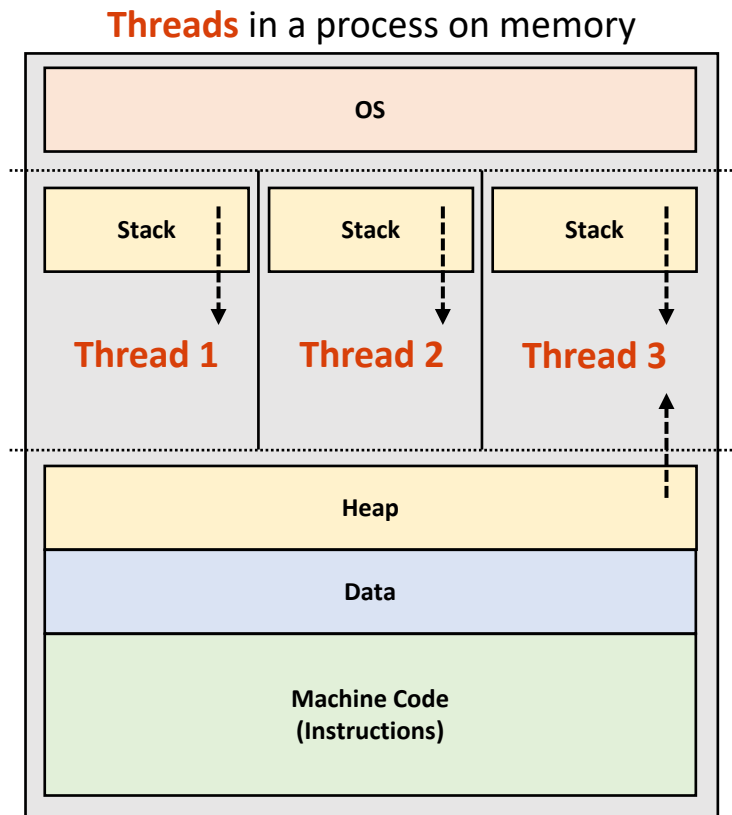 Threads in a process on memory
OS
Stack
Stack
Stack
Thread 1
Thread 2
Thread 3
Heap
Data
Machine Code
(Instructions)